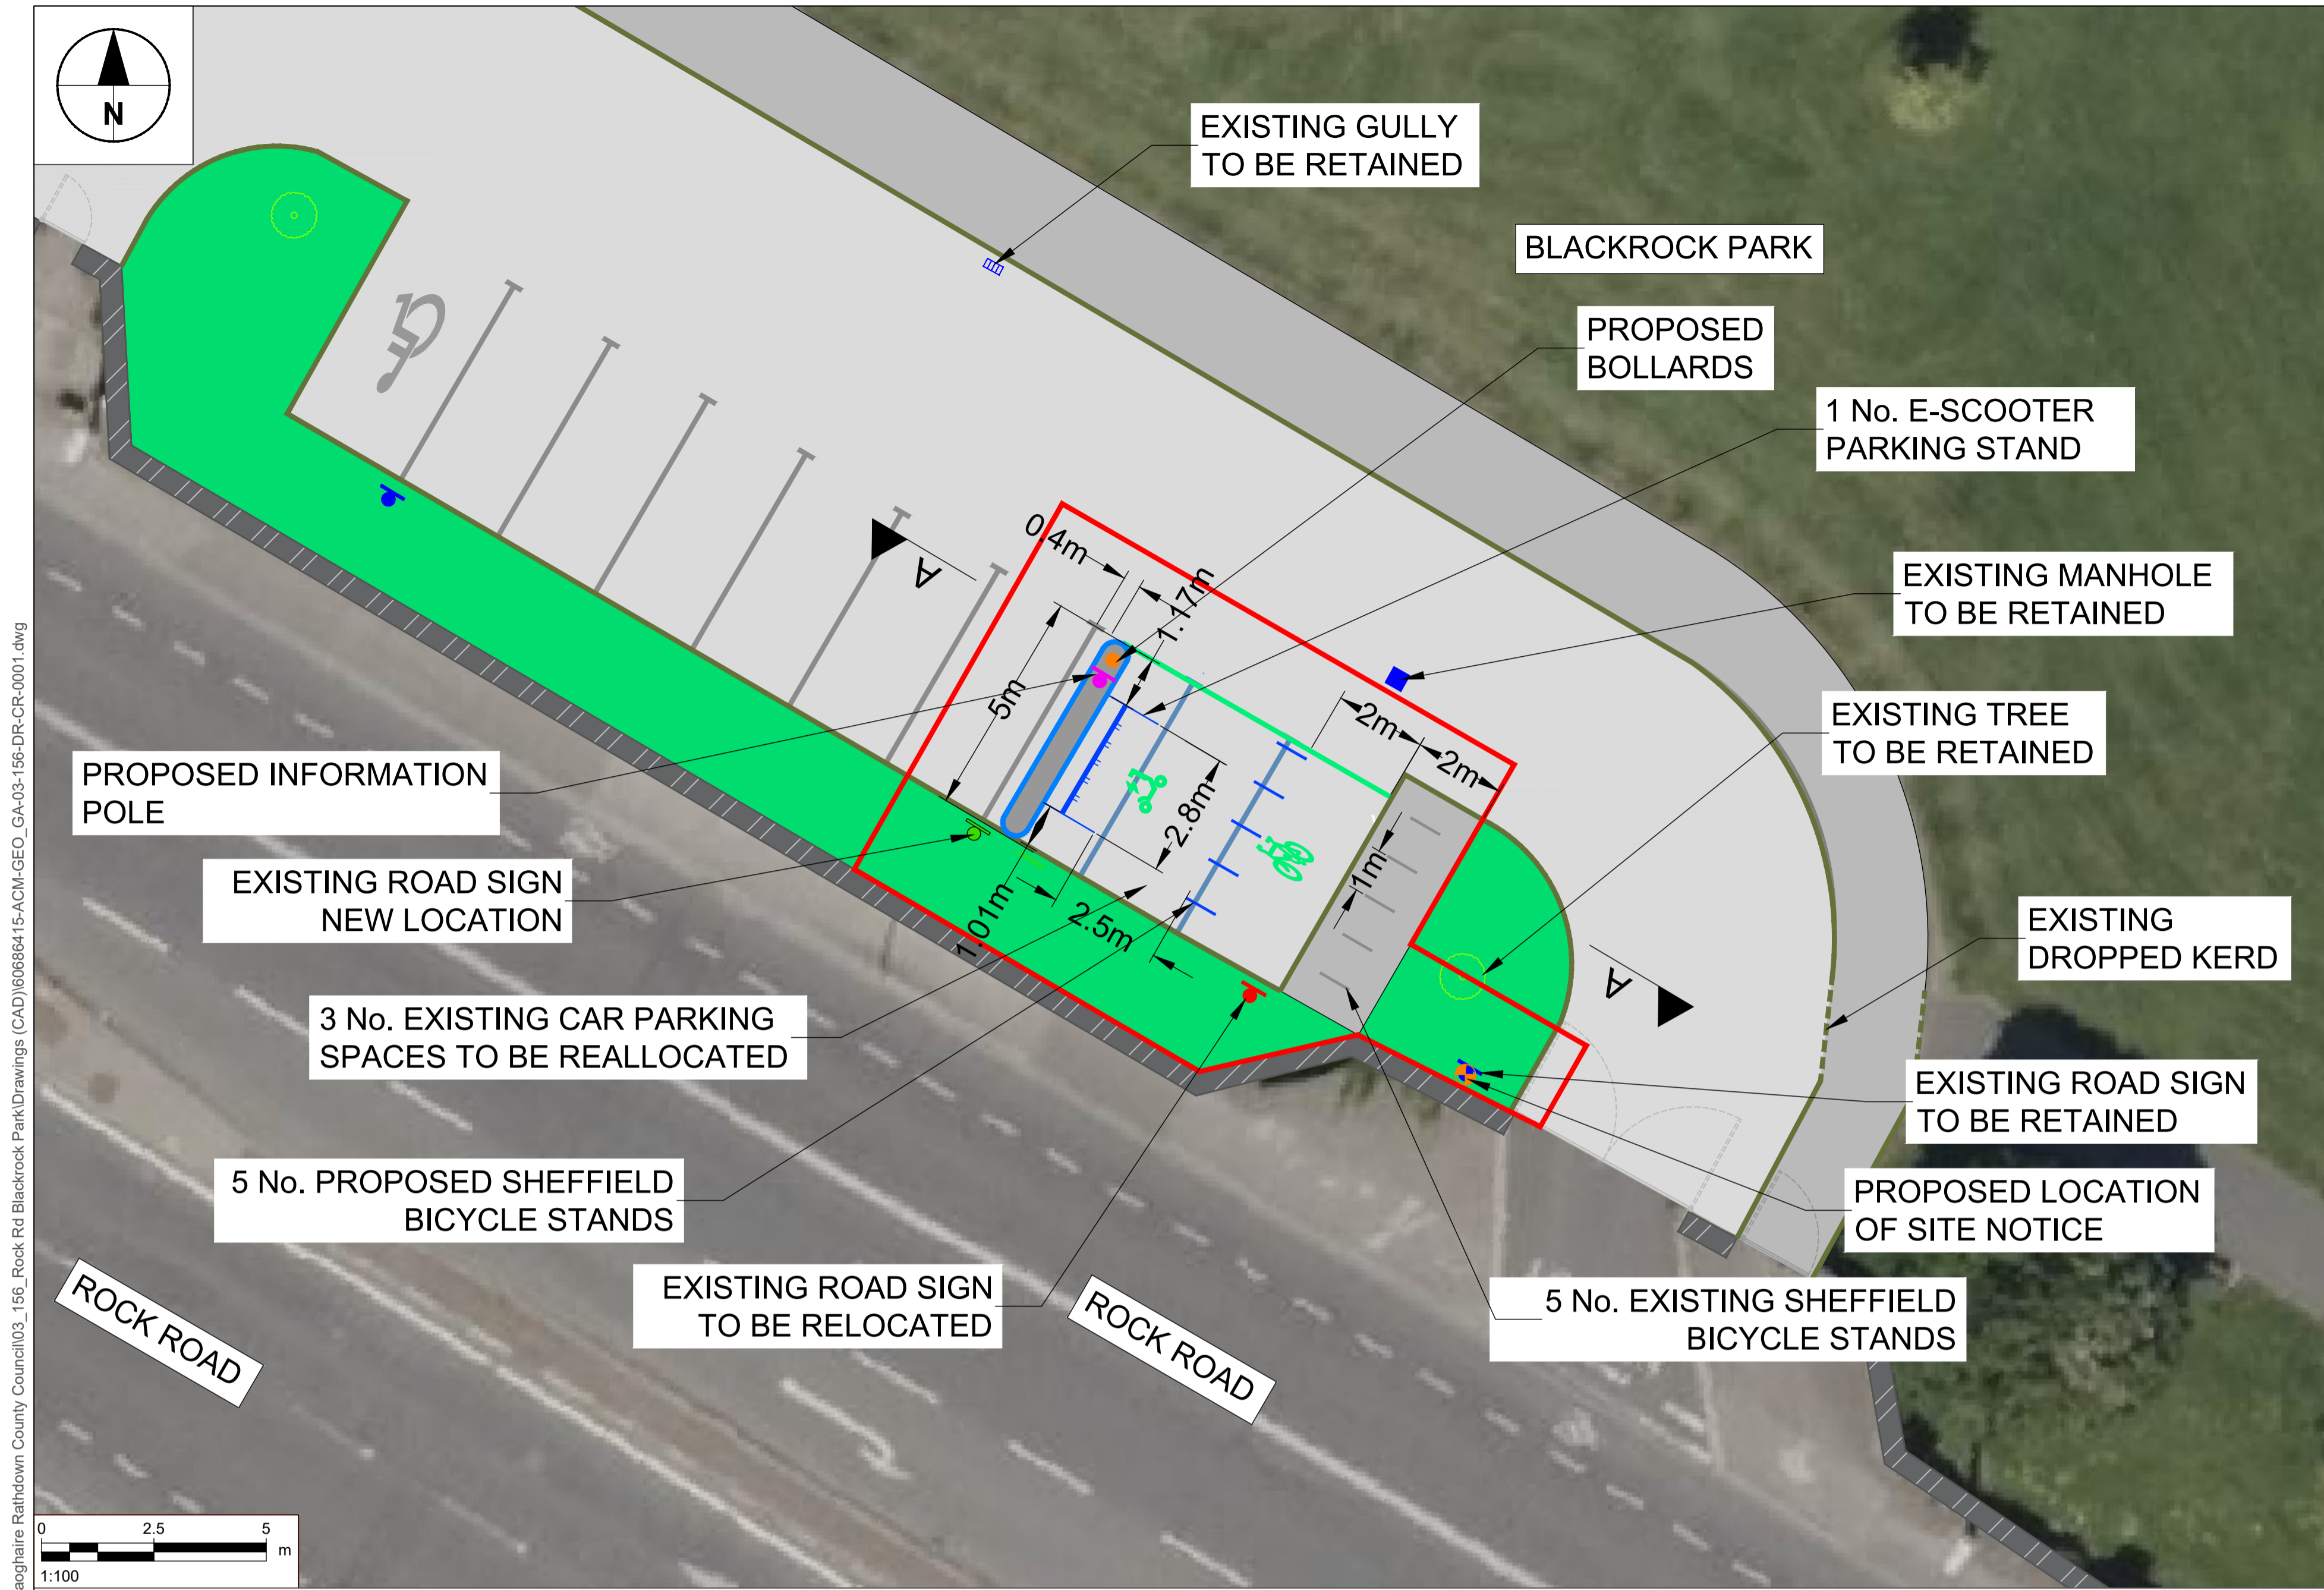 N
EXISTING GULLY
TO BE RETAINED
BLACKROCK PARK
PROPOSED
BOLLARDS
1 No. E-SCOOTER
PARKING STAND
EXISTING MANHOLE
TO BE RETAINED
EXISTING TREE
TO BE RETAINED
EXISTING
DROPPED KERD
EXISTING ROAD SIGN
TO BE RETAINED
PROPOSED LOCATION
OF SITE NOTICE
5 No. EXISTING SHEFFIELD
BICYCLE STANDS
A
0.4m
1.17m
5m
2m
2m
2.8m
1m
1.01m
2.5m
A
PROPOSED INFORMATION
POLE
EXISTING ROAD SIGN
NEW LOCATION
3 No. EXISTING CAR PARKING
SPACES TO BE REALLOCATED
5 No. PROPOSED SHEFFIELD
BICYCLE STANDS
EXISTING ROAD SIGN
TO BE RELOCATED
ROCK ROAD
ROCK ROAD
0 2.5 5
m
1:100
aoghaire Rathdown County Council\03_156_Rock Rd Blackrock Park\Drawings (CAD)\60686415-ACM-GEO_GA-03-156-DR-CR-0001.dwg